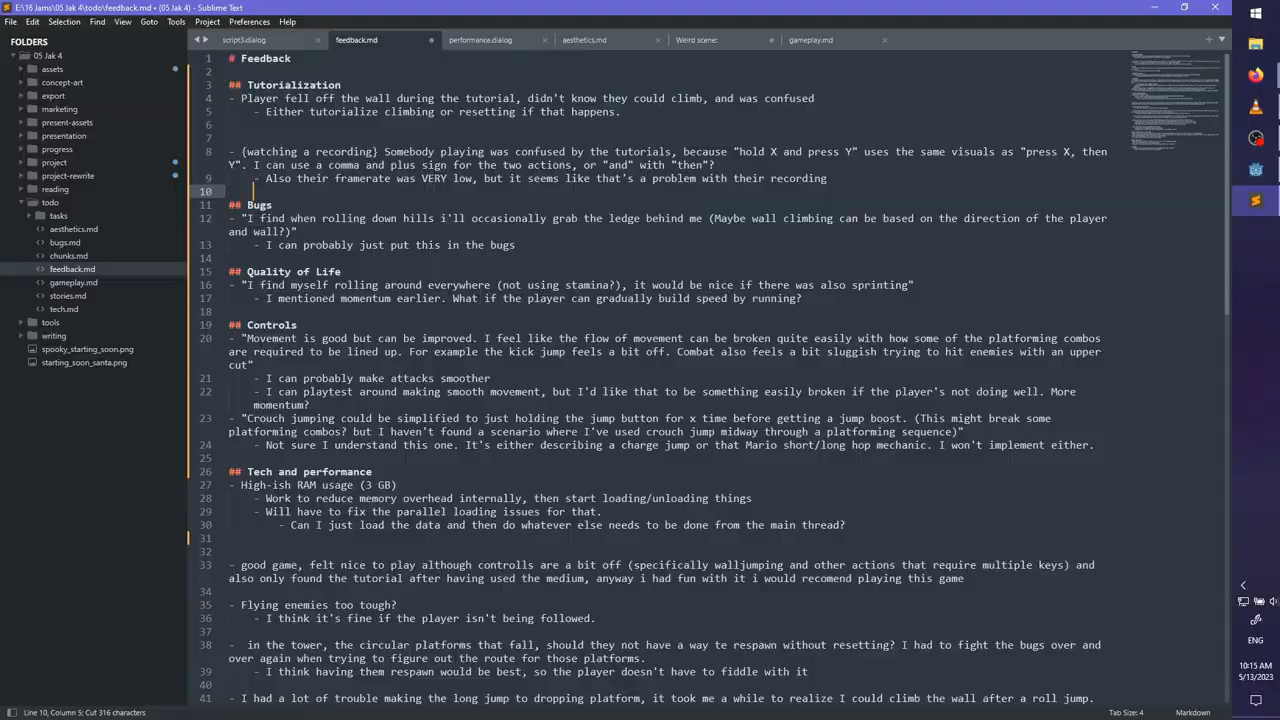 E:\16 Jams\05 Jak 4\todo\feedback.md • (05 Jak 4) - Sublime Text
File Edit Selection Find View Goto Tools Project Preferences Help
FOLDERS
05 Jak 4
assets
concept-art
export
marketing
present-assets
presentation
progress
project
project-rewrite
reading
todo
tasks
aesthetics.md
bugs.md
chunks.md
feedback.md
gameplay.md
stories.md
tech.md
tools
writing
spooky_starting_soon.png
starting_soon_santa.png
script3.dialog
feedback.md
performance.dialog
aesthetics.md
Weird scene:
gameplay.md
1 # Feedback
2
3 ## Tutorialization
4 - Player fell off the wall during the tutorial, didn't know they could climb, and was confused
5 - Either tutorialize climbing or resetting if that happens.
6
7
8 - {watching a recording} Somebody playing was confused by the tutorials, because "hold X and press Y" uses the same visuals as "press X, then
Y". I can use a comma and plus sign for the two actions, or "and" with "then"?
9 - Also their framerate was VERY low, but it seems like that's a problem with their recording
10
11 ## Bugs
12 - "I find when rolling down hills i'll occasionally grab the ledge behind me (Maybe wall climbing can be based on the direction of the player
and wall?)"
13 - I can probably just put this in the bugs
14
15 ## Quality of Life
16 - "I find myself rolling around everywhere (not using stamina?), it would be nice if there was also sprinting"
17 - I mentioned momentum earlier. What if the player can gradually build speed by running?
18
19 ## Controls
20 - "Movement is good but can be improved. I feel like the flow of movement can be broken quite easily with how some of the platforming combos
are required to be lined up. For example the kick jump feels a bit off. Combat also feels a bit sluggish trying to hit enemies with an upper
cut"
21 - I can probably make attacks smoother
22 - I can playtest around making smooth movement, but I'd like that to be something easily broken if the player's not doing well. More
momentum?
23 - "Crouch jumping could be simplified to just holding the jump button for x time before getting a jump boost. (This might break some
platforming combos? but I haven't found a scenario where I've used crouch jump midway through a platforming sequence)"
24 - Not sure I understand this one. It's either describing a charge jump or that Mario short/long hop mechanic. I won't implement either.
25
26 ## Tech and performance
27 - High-ish RAM usage (3 GB)
28 - Work to reduce memory overhead internally, then start loading/unloading things
29 - Will have to fix the parallel loading issues for that.
30 - Can I just load the data and then do whatever else needs to be done from the main thread?
31
32
33 - good game, felt nice to play although controlls are a bit off (specifically walljumping and other actions that require multiple keys) and
also only found the tutorial after having used the medium, anyway i had fun with it i would recomend playing this game
34
35 - Flying enemies too tough?
36 - I think it's fine if the player isn't being followed.
37
38 - in the tower, the circular platforms that fall, should they not have a way te respawn without resetting? I had to fight the bugs over and
over again when trying to figure out the route for those platforms.
39 - I think having them respawn would be best, so the player doesn't have to fiddle with it
40
41 - I had a lot of trouble making the long jump to dropping platform, it took me a while to realize I could climb the wall after a roll jump.
Line 10, Column 5; Cut 316 characters
Tab Size: 4
Markdown
ENG
10:15 AM
5/13/2023